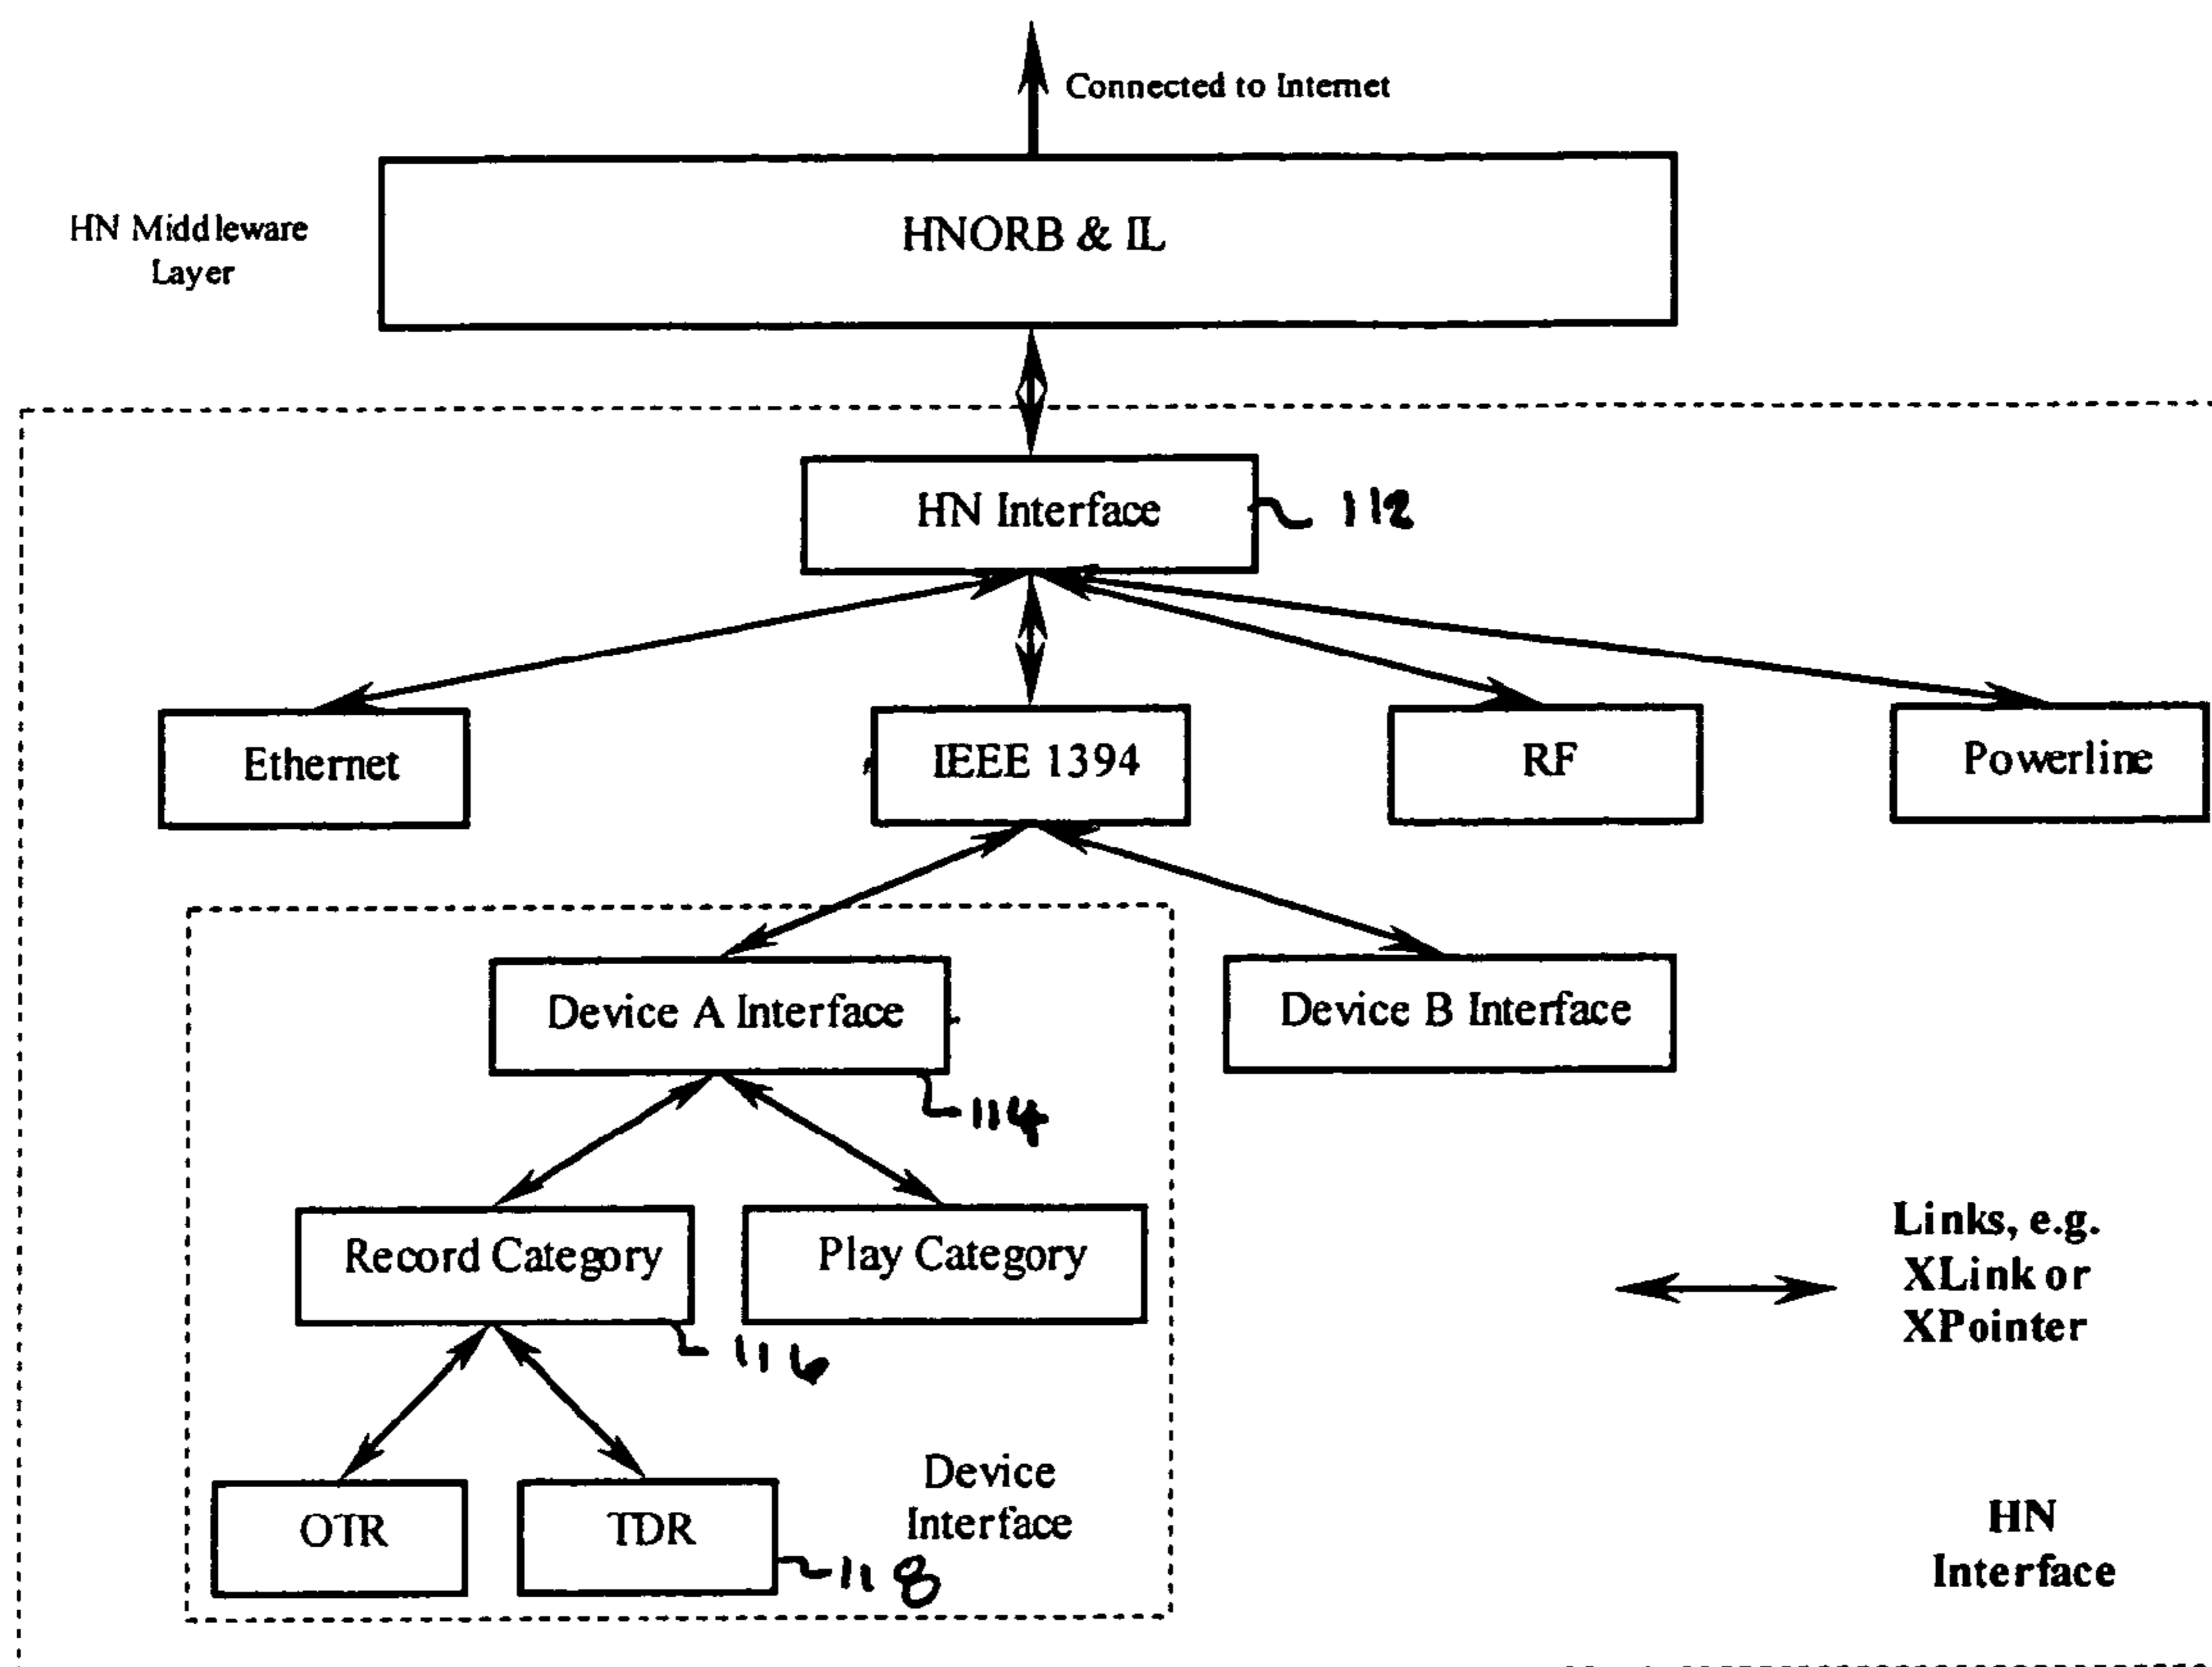 Connected to Internet
HN Middleware
Layer
HNORB & IL
HN Interface
112
Ethernet
IEEE 1394
RF
Powerline
Device A Interface
Device B Interface
114
Record Category
Play Category
116
Links, e.g.
XLink or
XPointer
OTR
TDR
Device
Interface
118
HN
Interface